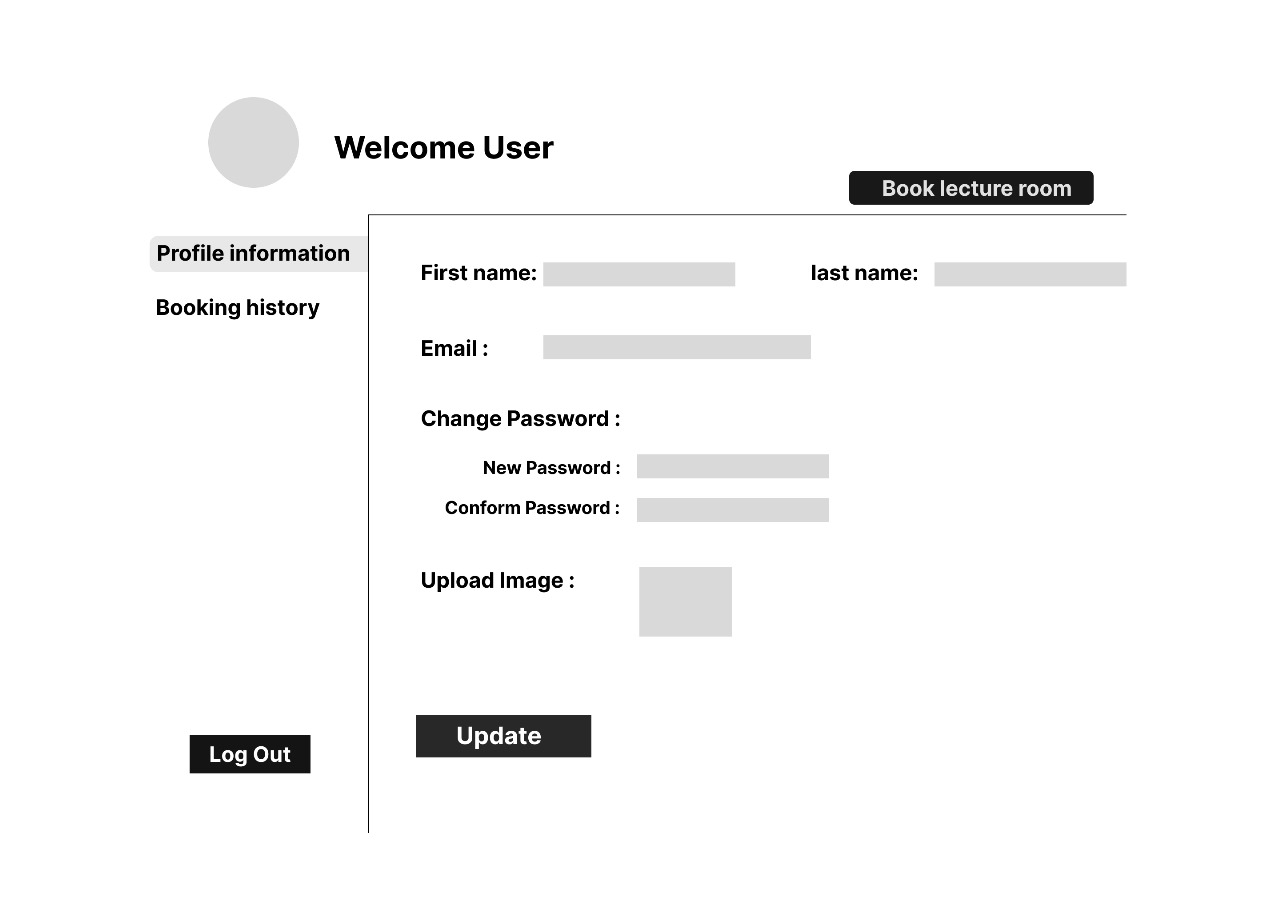 Welcome User
Book lecture room
Profile information
Booking history
First name:
last name:
Email :
Change Password :
New Password :
Conform Password :
Upload Image :
Update
Log Out